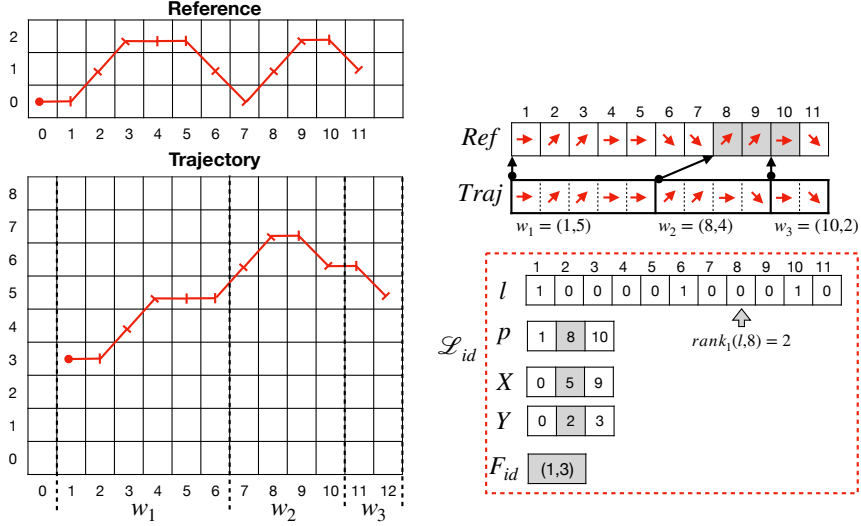 Reference
2
1
0
0 1 2 3 4 5 6 7 8 9 10 11
Trajectory
8
7
6
5
4
3
2
1
0
0 1 2 3 4 5 6 7 8 9 10 11 12
w₁ w₂ w₃
1 2 3 4 5 6 7 8 9 10 11
Ref
Traj
w₁ = (1,5) w₂ = (8,4) w₃ = (10,2)
1 2 3 4 5 6 7 8 9 10 11
l 1 0 0 0 0 1 0 0 0 1 0
rank₁(l,8) = 2
1 2 3
p 1 8 10
ℒ_id
X 0 5 9
Y 0 2 3
F_id (1,3)